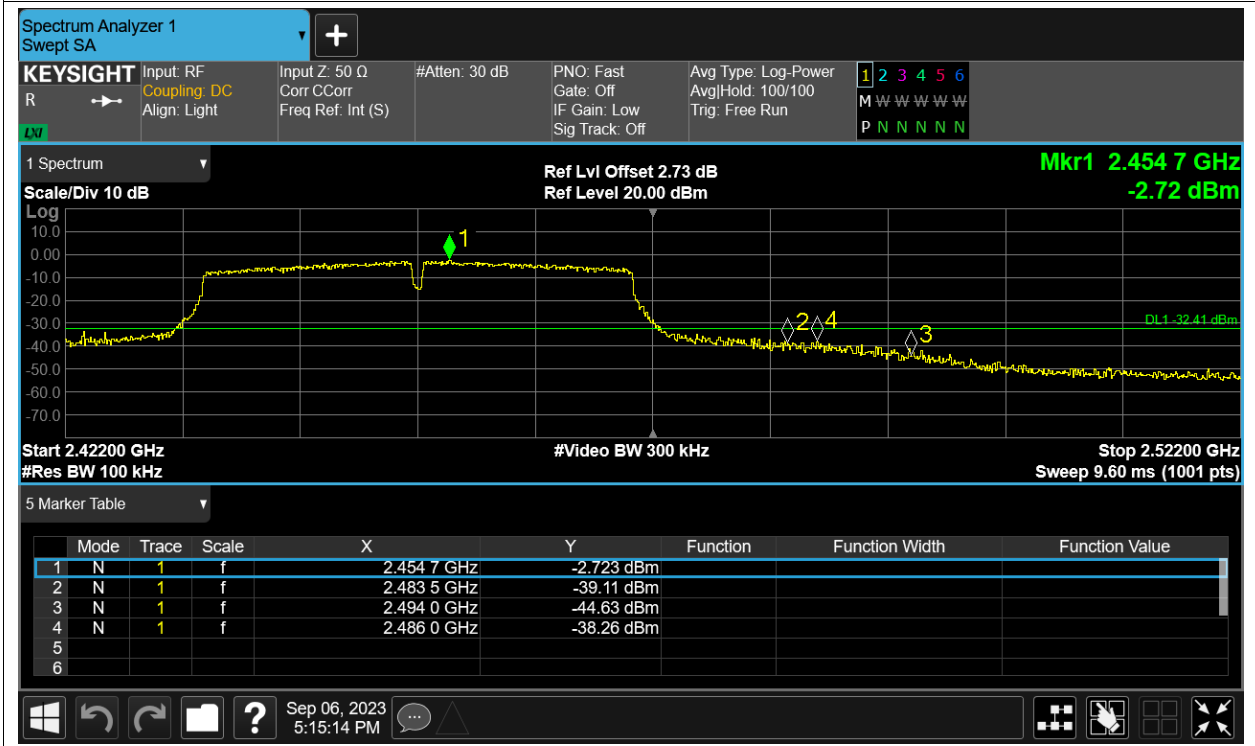 Spectrum Analyzer 1
Swept SA
+
KEYSIGHT Input: RF Input Z: 50 Ω #Atten: 30 dB PNO: Fast Avg Type: Log-Power 1 2 3 4 5 6
R Coupling: DC Corr CCorr Gate: Off Avg|Hold: 100/100 M W W W W W
Align: Light Freq Ref: Int (S) IF Gain: Low Trig: Free Run
LXI Sig Track: Off P N N N N N
1 Spectrum Ref Lvl Offset 2.73 dB Mkr1 2.454 7 GHz
Scale/Div 10 dB Ref Level 20.00 dBm -2.72 dBm
Log
10.0
1
0.00
-10.0
-20.0
-30.0 2 4 DL1 -32.41 dBm
3
-40.0
-50.0
-60.0
-70.0
Start 2.42200 GHz #Video BW 300 kHz Stop 2.52200 GHz
#Res BW 100 kHz Sweep 9.60 ms (1001 pts)
5 Marker Table
Mode Trace Scale X Y Function Function Width Function Value
1 N 1 f 2.454 7 GHz -2.723 dBm
2 N 1 f 2.483 5 GHz -39.11 dBm
3 N 1 f 2.494 0 GHz -44.63 dBm
4 N 1 f 2.486 0 GHz -38.26 dBm
5
6
? Sep 06, 2023
5:15:14 PM